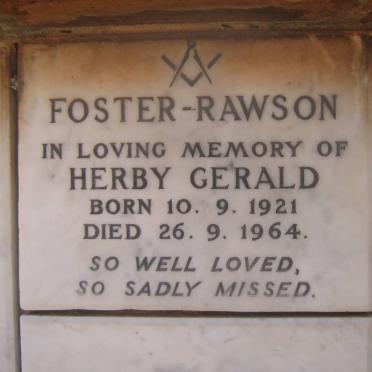 FOSTER-RAWSON
IN LOVING MEMORY OF
HERBY GERALD
BORN 10. 9. 1921
DIED 26. 9. 1964.
SO WELL LOVED,
SO SADLY MISSED.